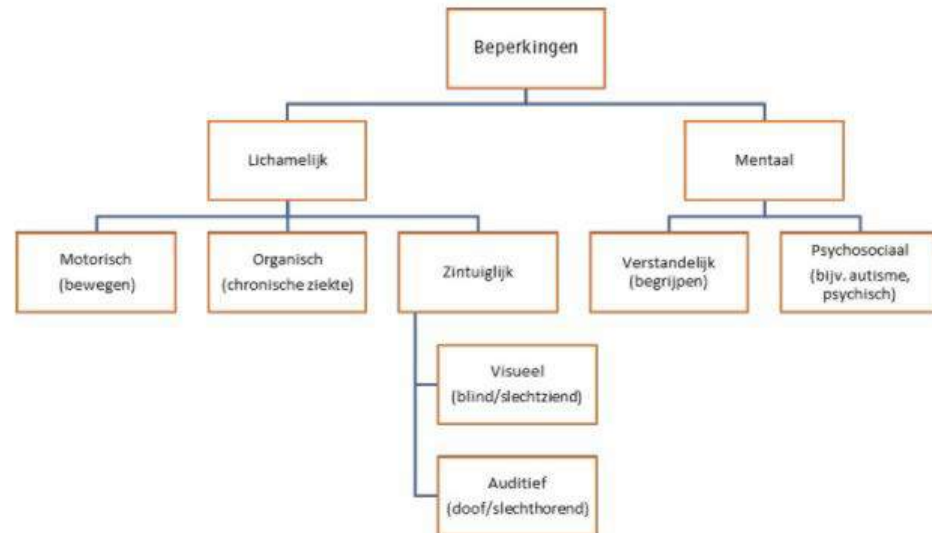 Beperkingen
Lichamelijk
Mentaal
Motorisch
(bewegen)
Organisch
(chronische ziekte)
Zintuiglijk
Verstandelijk
(begrijpen)
Psychosociaal
(bijv. autisme,
psychisch)
Visueel
(blind/slechtziend)
Auditief
(doof/slechthorend)